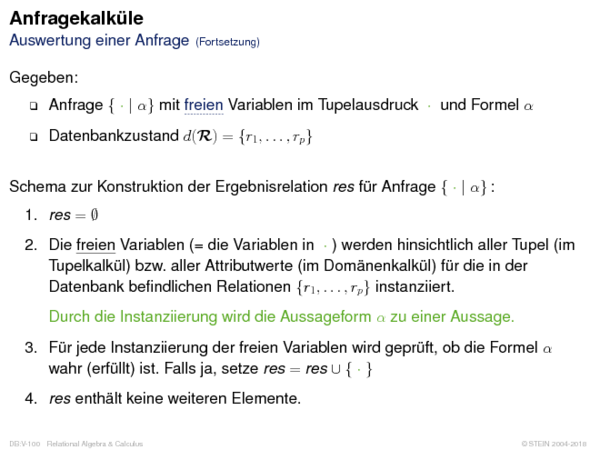 Anfragekalküle
Auswertung einer Anfrage (Fortsetzung)
Gegeben:
❑ Anfrage { · | α} mit freien Variablen im Tupelausdruck · und Formel α
❑ Datenbankzustand d(𝓡) = {r₁, . . . , rₚ}
Schema zur Konstruktion der Ergebnisrelation res für Anfrage { · | α} :
1. res = ∅
2. Die freien Variablen (= die Variablen in · ) werden hinsichtlich aller Tupel (im
Tupelkalkül) bzw. aller Attributwerte (im Domänenkalkül) für die in der
Datenbank befindlichen Relationen {r₁, . . . , rₚ} instanziiert.
Durch die Instanziierung wird die Aussageform α zu einer Aussage.
3. Für jede Instanziierung der freien Variablen wird geprüft, ob die Formel α
wahr (erfüllt) ist. Falls ja, setze res = res ∪ { · }
4. res enthält keine weiteren Elemente.
DB:V-100 Relational Algebra & Calculus © STEIN 2004-2018